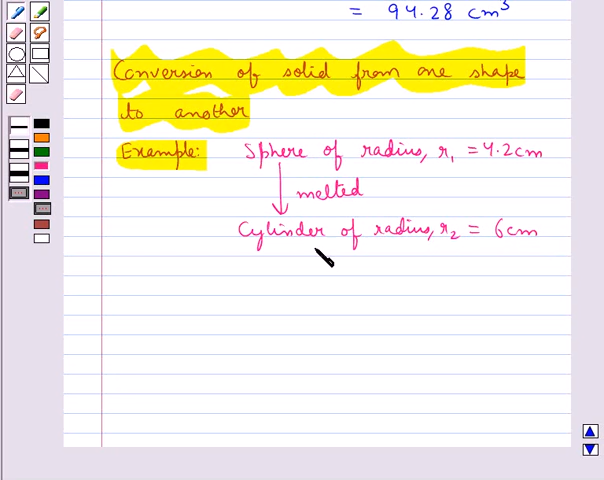 = 94.28 cm³
Conversion of solid from one shape
to another
Example: Sphere of radius, r₁ = 4.2cm
melted
Cylinder of radius, r₂ = 6cm